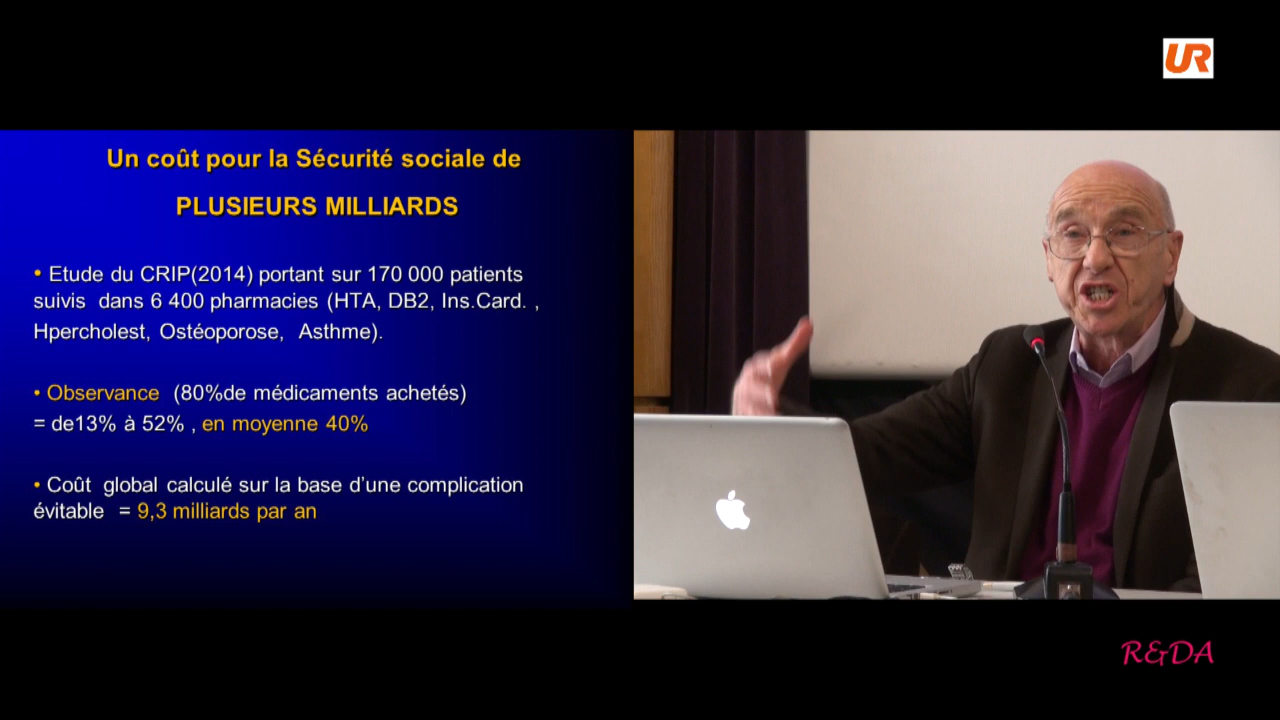 UR
Un coût pour la Sécurité sociale de
PLUSIEURS MILLIARDS
• Etude du CRIP(2014) portant sur 170 000 patients
suivis dans 6 400 pharmacies (HTA, DB2, Ins.Card. ,
Hpercholest, Ostéoporose, Asthme).
• Observance (80%de médicaments achetés)
= de13% à 52% , en moyenne 40%
• Coût global calculé sur la base d’une complication
évitable = 9,3 milliards par an
R&DA